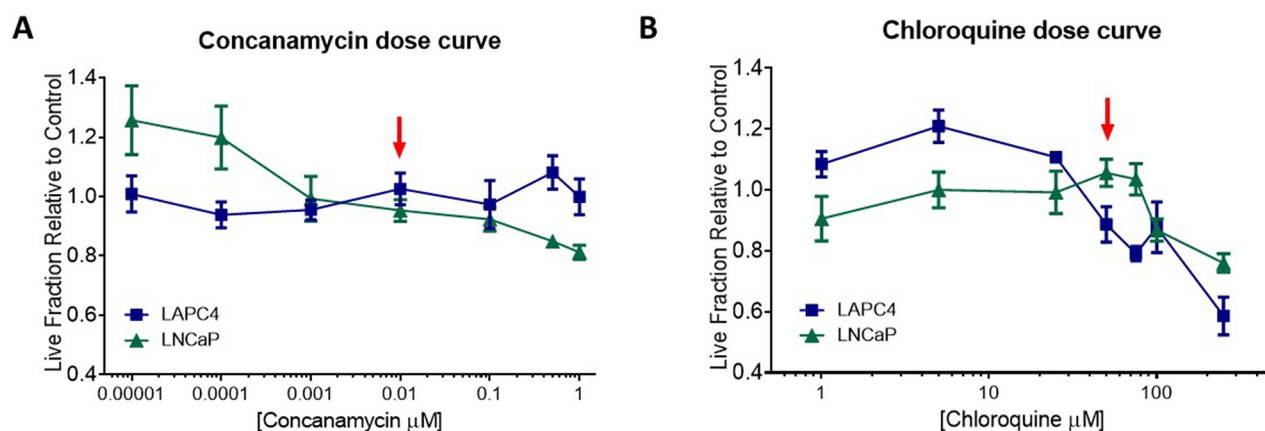 A
Concanamycin dose curve
Live Fraction Relative to Control
1.4
1.2
1.0
0.8
0.6
0.4
LAPC4
LNCaP
0.00001 0.0001 0.001 0.01 0.1 1
[Concanamycin μM]
B
Chloroquine dose curve
Live Fraction Relative to Control
1.4
1.2
1.0
0.8
0.6
0.4
LAPC4
LNCaP
1 10 100
[Chloroquine μM]